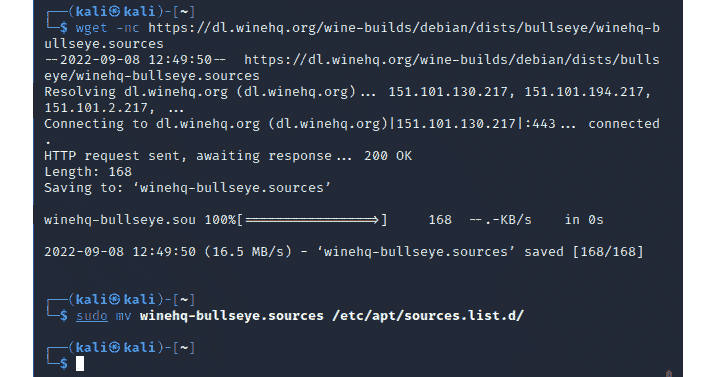 ┌──(kali㉿kali)-[~]
└─$ wget -nc https://dl.winehq.org/wine-builds/debian/dists/bullseye/winehq-b
ullseye.sources
--2022-09-08 12:49:50--  https://dl.winehq.org/wine-builds/debian/dists/bulls
eye/winehq-bullseye.sources
Resolving dl.winehq.org (dl.winehq.org)... 151.101.130.217, 151.101.194.217,
151.101.2.217, ...
Connecting to dl.winehq.org (dl.winehq.org)|151.101.130.217|:443... connected
.
HTTP request sent, awaiting response... 200 OK
Length: 168
Saving to: ‘winehq-bullseye.sources’
winehq-bullseye.sou 100%[=================>]     168  --.-KB/s    in 0s
2022-09-08 12:49:50 (16.5 MB/s) - ‘winehq-bullseye.sources’ saved [168/168]
┌──(kali㉿kali)-[~]
└─$ sudo mv winehq-bullseye.sources /etc/apt/sources.list.d/
┌──(kali㉿kali)-[~]
└─$